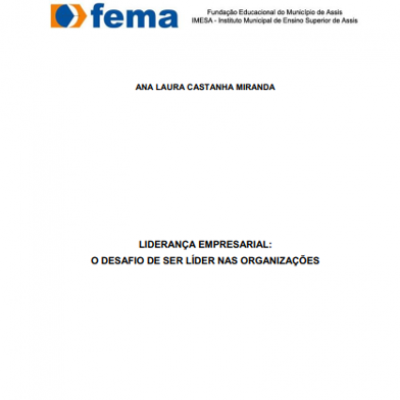 fema
Fundação Educacional do Município de Assis
IMESA - Instituto Municipal de Ensino Superior de Assis
ANA LAURA CASTANHA MIRANDA
LIDERANÇA EMPRESARIAL:
O DESAFIO DE SER LÍDER NAS ORGANIZAÇÕES